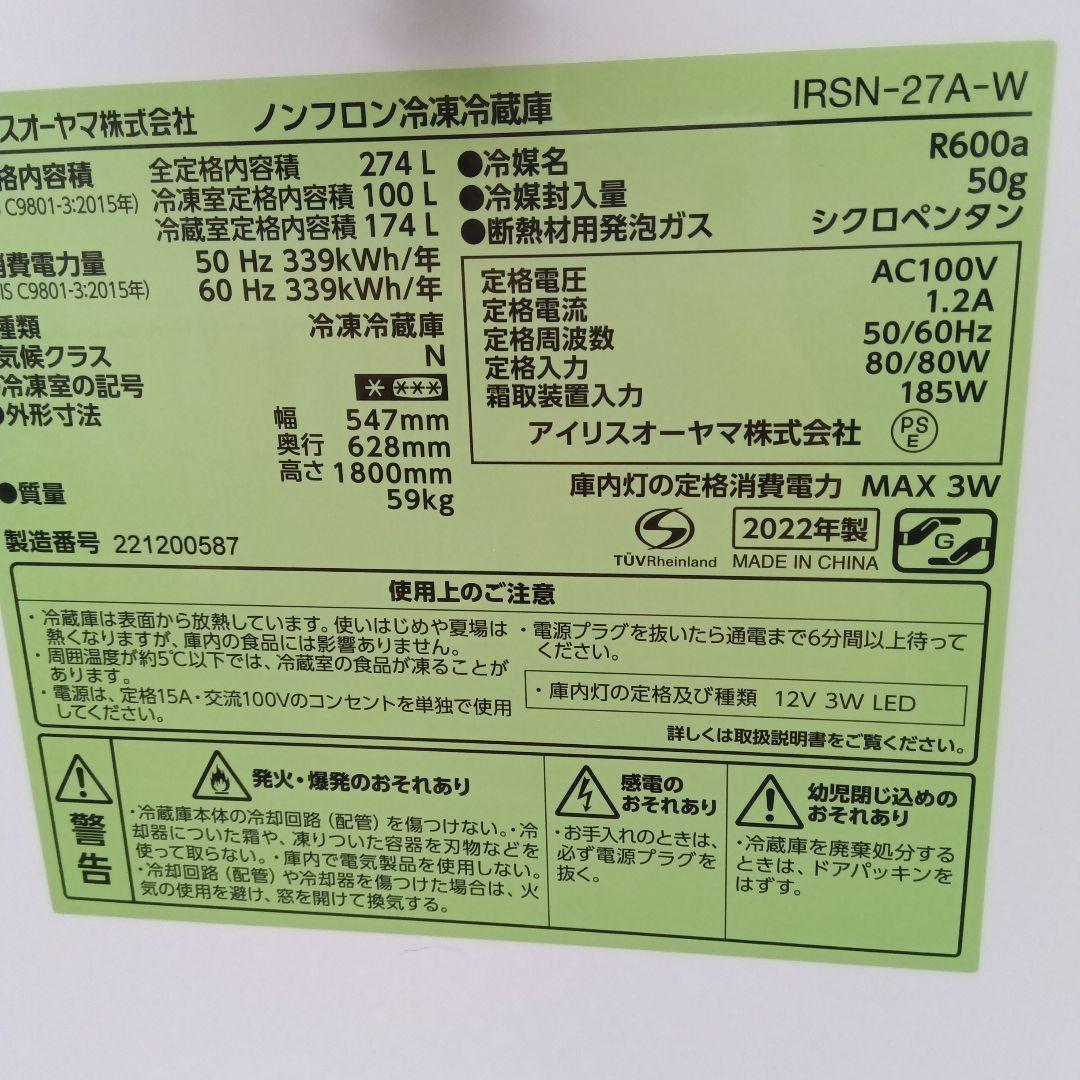 スオーヤマ株式会社 ノンフロン冷凍冷蔵庫 IRSN-27A-W
格内容積 全定格内容積 274 L
C9801-3:2015年) 冷凍室定格内容積 100 L
冷蔵室定格内容積 174 L
消費電力量 50 Hz 339kWh/年
IS C9801-3:2015年) 60 Hz 339kWh/年
種類 冷凍冷蔵庫
気候クラス N
冷凍室の記号
外形寸法 幅 547mm
奥行 628mm
高さ 1800mm
●質量 59kg
製造番号 221200587
●冷媒名 R600a
●冷媒封入量 50g
●断熱材用発泡ガス シクロペンタン
定格電圧 AC100V
定格電流 1.2A
定格周波数 50/60Hz
定格入力 80/80W
霜取装置入力 185W
アイリスオーヤマ株式会社 PS E
庫内灯の定格消費電力 MAX 3W
TÜVRheinland 2022年製 G
MADE IN CHINA
使用上のご注意
・冷蔵庫は表面から放熱しています。使いはじめや夏場は
熱くなりますが、庫内の食品には影響ありません。
・周囲温度が約5℃以下では、冷蔵室の食品が凍ることが
あります。
・電源は、定格15A・交流100Vのコンセントを単独で使用
してください。
・電源プラグを抜いたら通電まで6分間以上待って
ください。
・庫内灯の定格及び種類 12V 3W LED
詳しくは取扱説明書をご覧ください。
警告
発火・爆発のおそれあり
・冷蔵庫本体の冷却回路(配管)を傷つけない。・冷
却器についた霜や、凍りついた容器を刃物などを
使って取らない。・庫内で電気製品を使用しない。
・冷却回路(配管)や冷却器を傷つけた場合は、火
気の使用を避け、窓を開けて換気する。
感電の
おそれあり
・お手入れのときは、
必ず電源プラグを
抜く。
幼児閉じ込めの
おそれあり
・冷蔵庫を廃棄処分する
ときは、ドアパッキンを
はずす。